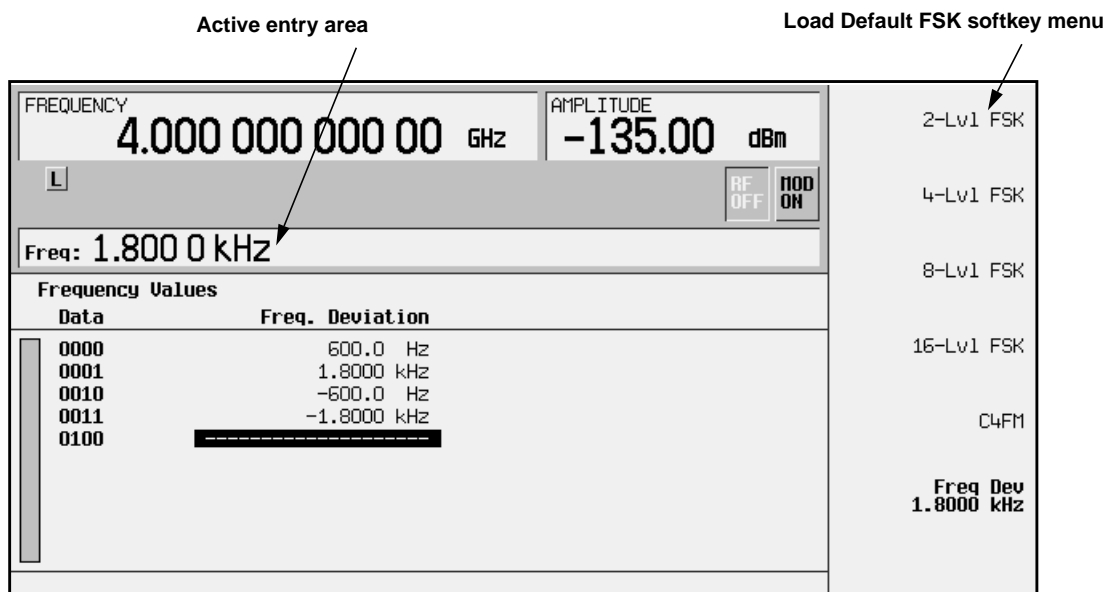 Active entry area
Load Default FSK softkey menu
FREQUENCY
4.000 000 000 00 GHz
AMPLITUDE
-135.00 dBm
L
RF OFF
MOD ON
Freq: 1.800 0 kHz
Frequency Values
Data Freq. Deviation
0000 600.0 Hz
0001 1.8000 kHz
0010 -600.0 Hz
0011 -1.8000 kHz
0100 --------------------
2-Lvl FSK
4-Lvl FSK
8-Lvl FSK
16-Lvl FSK
C4FM
Freq Dev
1.8000 kHz